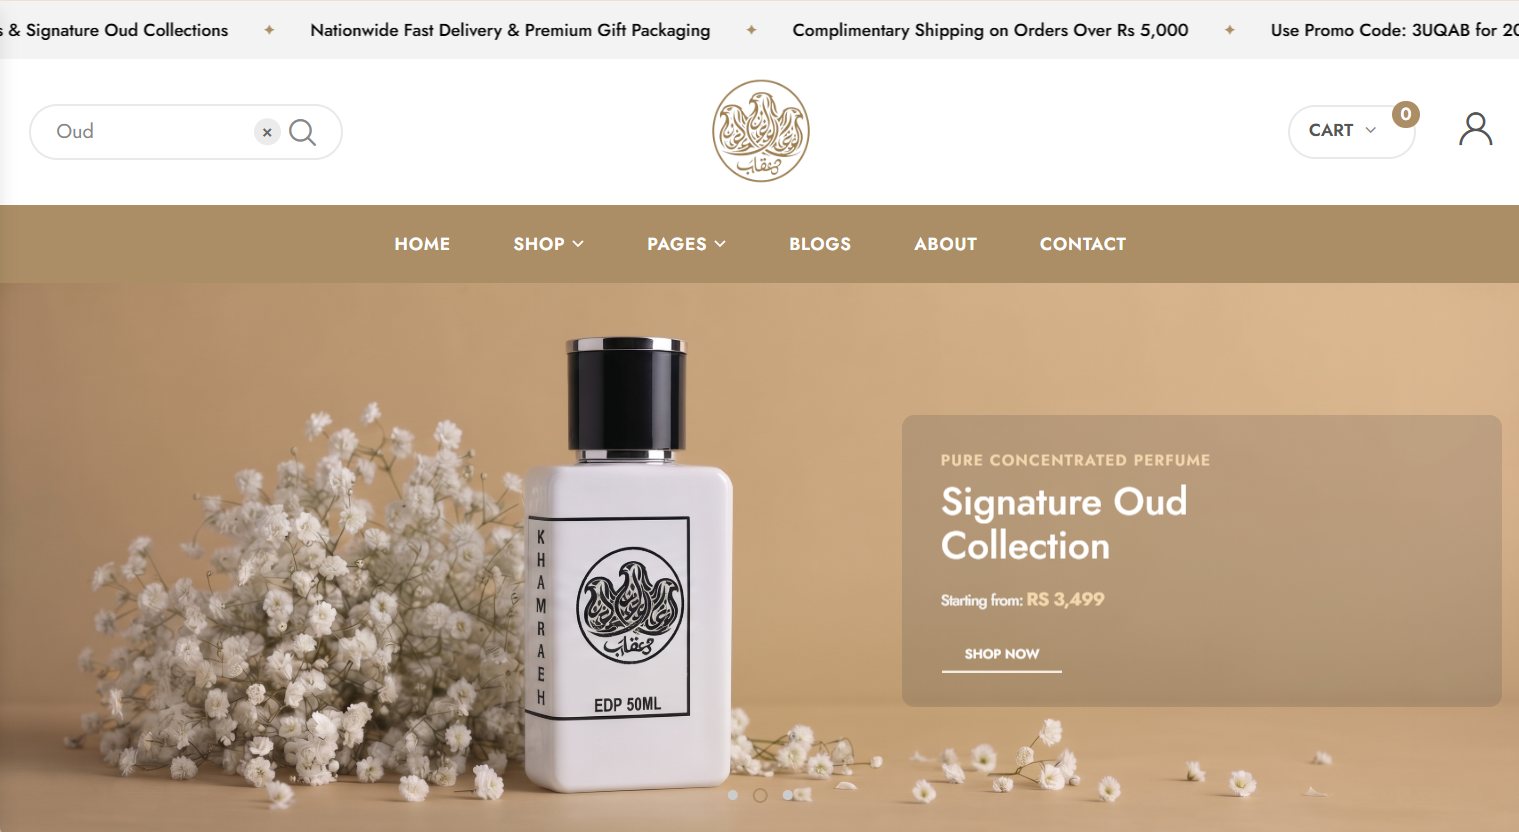 s & Signature Oud Collections ✦ Nationwide Fast Delivery & Premium Gift Packaging ✦ Complimentary Shipping on Orders Over Rs 5,000 ✦ Use Promo Code: 3UQAB for 20
Oud
CART
0
HOME SHOP PAGES BLOGS ABOUT CONTACT
KHAMRAEH
EDP 50ML
PURE CONCENTRATED PERFUME
Signature Oud
Collection
Starting from: RS 3,499
SHOP NOW